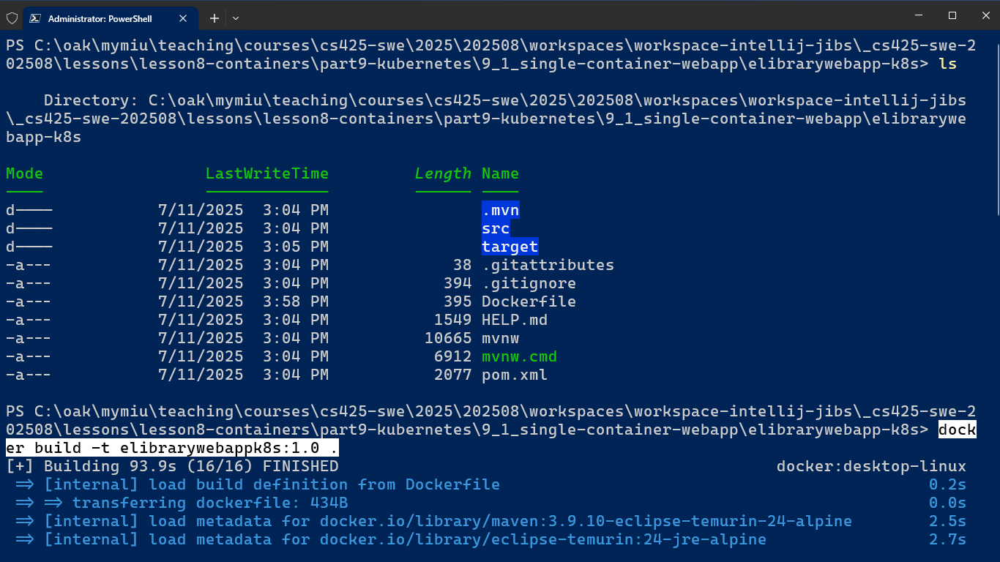 Administrator: PowerShell
PS C:\oak\mymiu\teaching\courses\cs425-swe\2025\202508\workspaces\workspace-intellij-jibs\_cs425-swe-2
02508\lessons\lesson8-containers\part9-kubernetes\9_1_single-container-webapp\elibrarywebapp-k8s> ls
Directory: C:\oak\mymiu\teaching\courses\cs425-swe\2025\202508\workspaces\workspace-intellij-jibs
\_cs425-swe-202508\lessons\lesson8-containers\part9-kubernetes\9_1_single-container-webapp\elibrarywe
bapp-k8s
Mode LastWriteTime Length Name
---- ------------- ------ ----
d---- 7/11/2025 3:04 PM .mvn
d---- 7/11/2025 3:04 PM src
d---- 7/11/2025 3:05 PM target
-a--- 7/11/2025 3:04 PM 38 .gitattributes
-a--- 7/11/2025 3:04 PM 394 .gitignore
-a--- 7/11/2025 3:58 PM 395 Dockerfile
-a--- 7/11/2025 3:04 PM 1549 HELP.md
-a--- 7/11/2025 3:04 PM 10665 mvnw
-a--- 7/11/2025 3:04 PM 6912 mvnw.cmd
-a--- 7/11/2025 3:04 PM 2077 pom.xml
PS C:\oak\mymiu\teaching\courses\cs425-swe\2025\202508\workspaces\workspace-intellij-jibs\_cs425-swe-2
02508\lessons\lesson8-containers\part9-kubernetes\9_1_single-container-webapp\elibrarywebapp-k8s> dock
er build -t elibrarywebappk8s:1.0 .
[+] Building 93.9s (16/16) FINISHED docker:desktop-linux
=> [internal] load build definition from Dockerfile 0.2s
=> => transferring dockerfile: 434B 0.0s
=> [internal] load metadata for docker.io/library/maven:3.9.10-eclipse-temurin-24-alpine 2.5s
=> [internal] load metadata for docker.io/library/eclipse-temurin:24-jre-alpine 2.7s